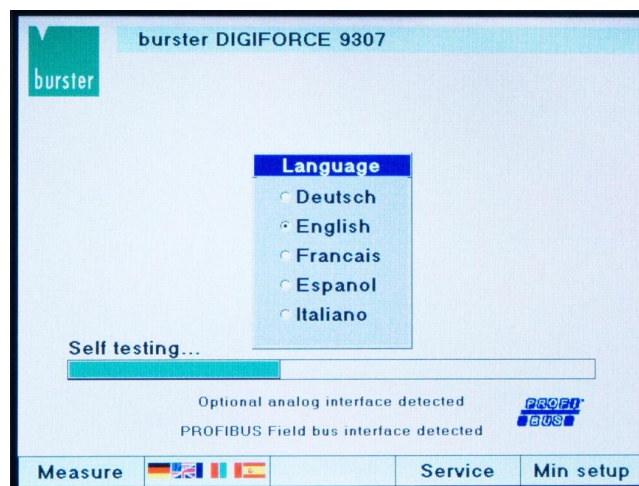 burster DIGIFORCE 9307
burster
Language
Deutsch
English
Francais
Espanol
Italiano
Self testing...
Optional analog interface detected
PROFIBUS Field bus interface detected
PROFI
BUS
Measure
Service
Min setup